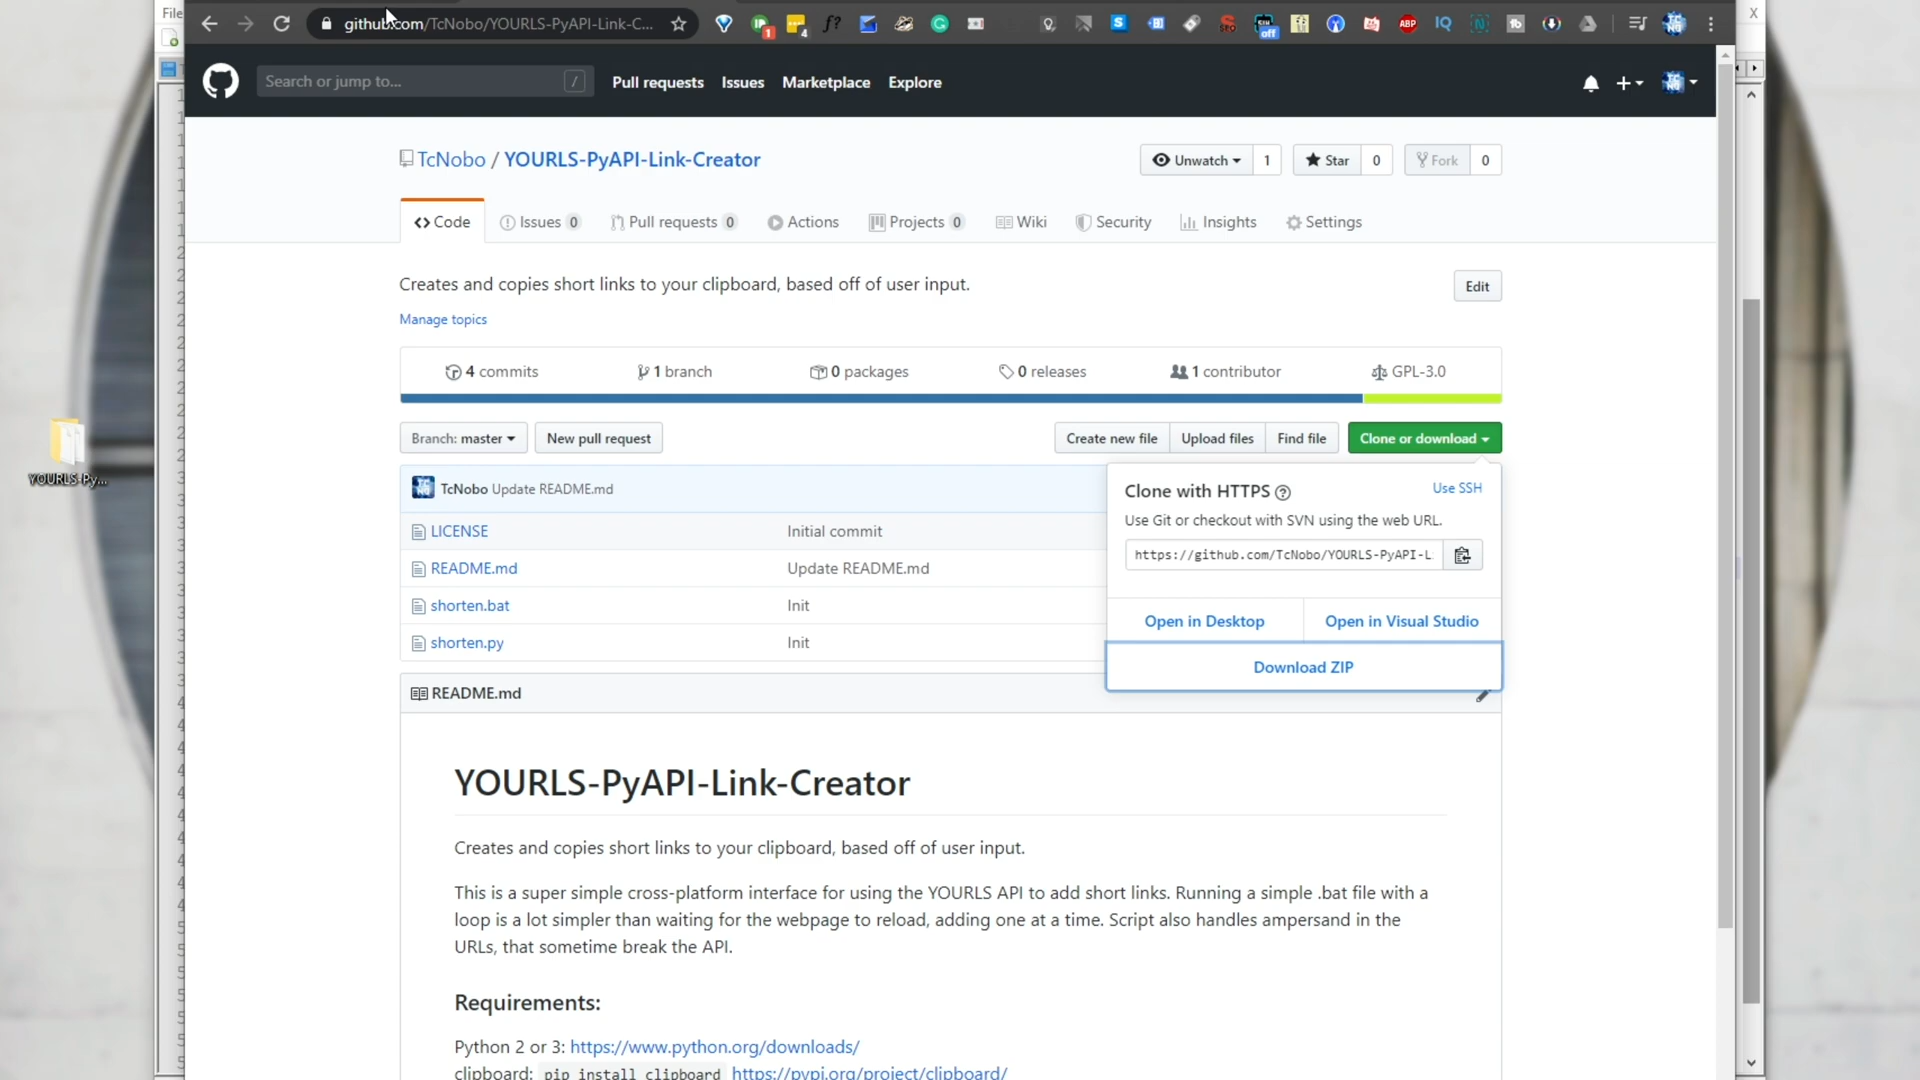 File
github.com/TcNobo/YOURLS-PyAPI-Link-C...
Search or jump to...
/
Pull requests
Issues
Marketplace
Explore
TcNobo / YOURLS-PyAPI-Link-Creator
Unwatch 1
Star 0
Fork 0
Code
Issues 0
Pull requests 0
Actions
Projects 0
Wiki
Security
Insights
Settings
Creates and copies short links to your clipboard, based off of user input.
Edit
Manage topics
4 commits
1 branch
0 packages
0 releases
1 contributor
GPL-3.0
Branch: master
New pull request
Create new file
Upload files
Find file
Clone or download
YOURLS-Py...
TcNobo Update README.md
Clone with HTTPS
Use SSH
Use Git or checkout with SVN using the web URL.
https://github.com/TcNobo/YOURLS-PyAPI-L
LICENSE Initial commit
README.md Update README.md
shorten.bat Init
shorten.py Init
Open in Desktop
Open in Visual Studio
Download ZIP
README.md
YOURLS-PyAPI-Link-Creator
Creates and copies short links to your clipboard, based off of user input.
This is a super simple cross-platform interface for using the YOURLS API to add short links. Running a simple .bat file with a
loop is a lot simpler than waiting for the webpage to reload, adding one at a time. Script also handles ampersand in the
URLs, that sometime break the API.
Requirements:
Python 2 or 3: https://www.python.org/downloads/
clipboard: pip install clipboard https://pypi.org/project/clipboard/